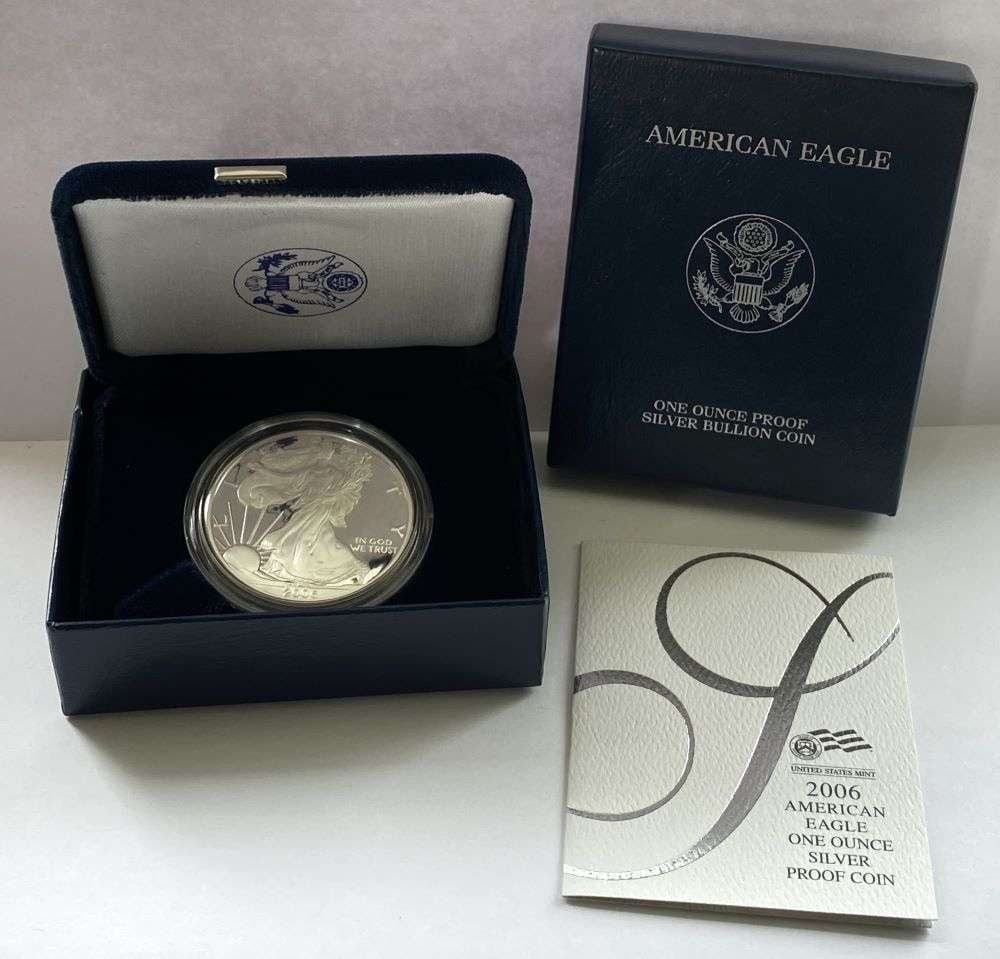 AMERICAN EAGLE
ONE OUNCE PROOF
SILVER BULLION COIN
L
T Y
IN GOD
WE TRUST
2006
UNITED STATES MINT
2006
AMERICAN
EAGLE
ONE OUNCE
SILVER
PROOF COIN